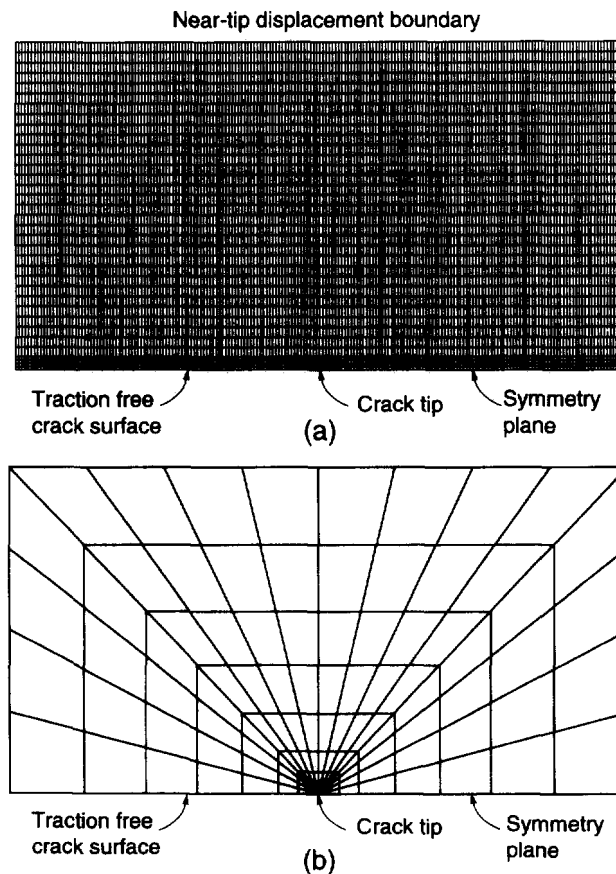 Near-tip displacement boundary
Traction free
crack surface
Crack tip
Symmetry
plane
(a)
Traction free
crack surface
Crack tip
Symmetry
plane
(b)